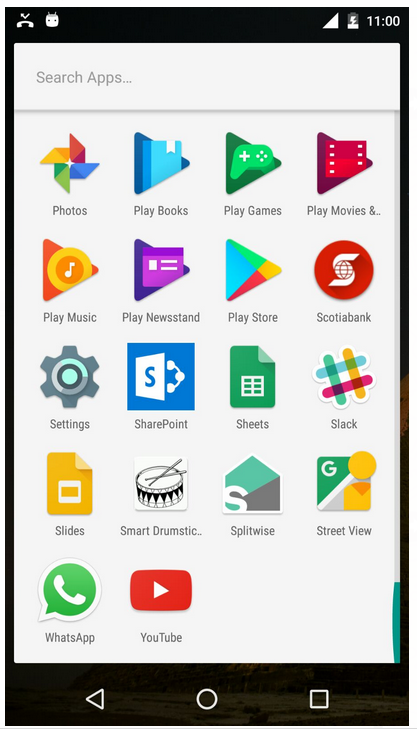 11:00
Search Apps...
Photos
Play Books
Play Games
Play Movies &..
Play Music
Play Newsstand
Play Store
Scotiabank
Settings
S
SharePoint
Sheets
Slack
Slides
Smart Drumstic..
S
Splitwise
G
Street View
WhatsApp
YouTube